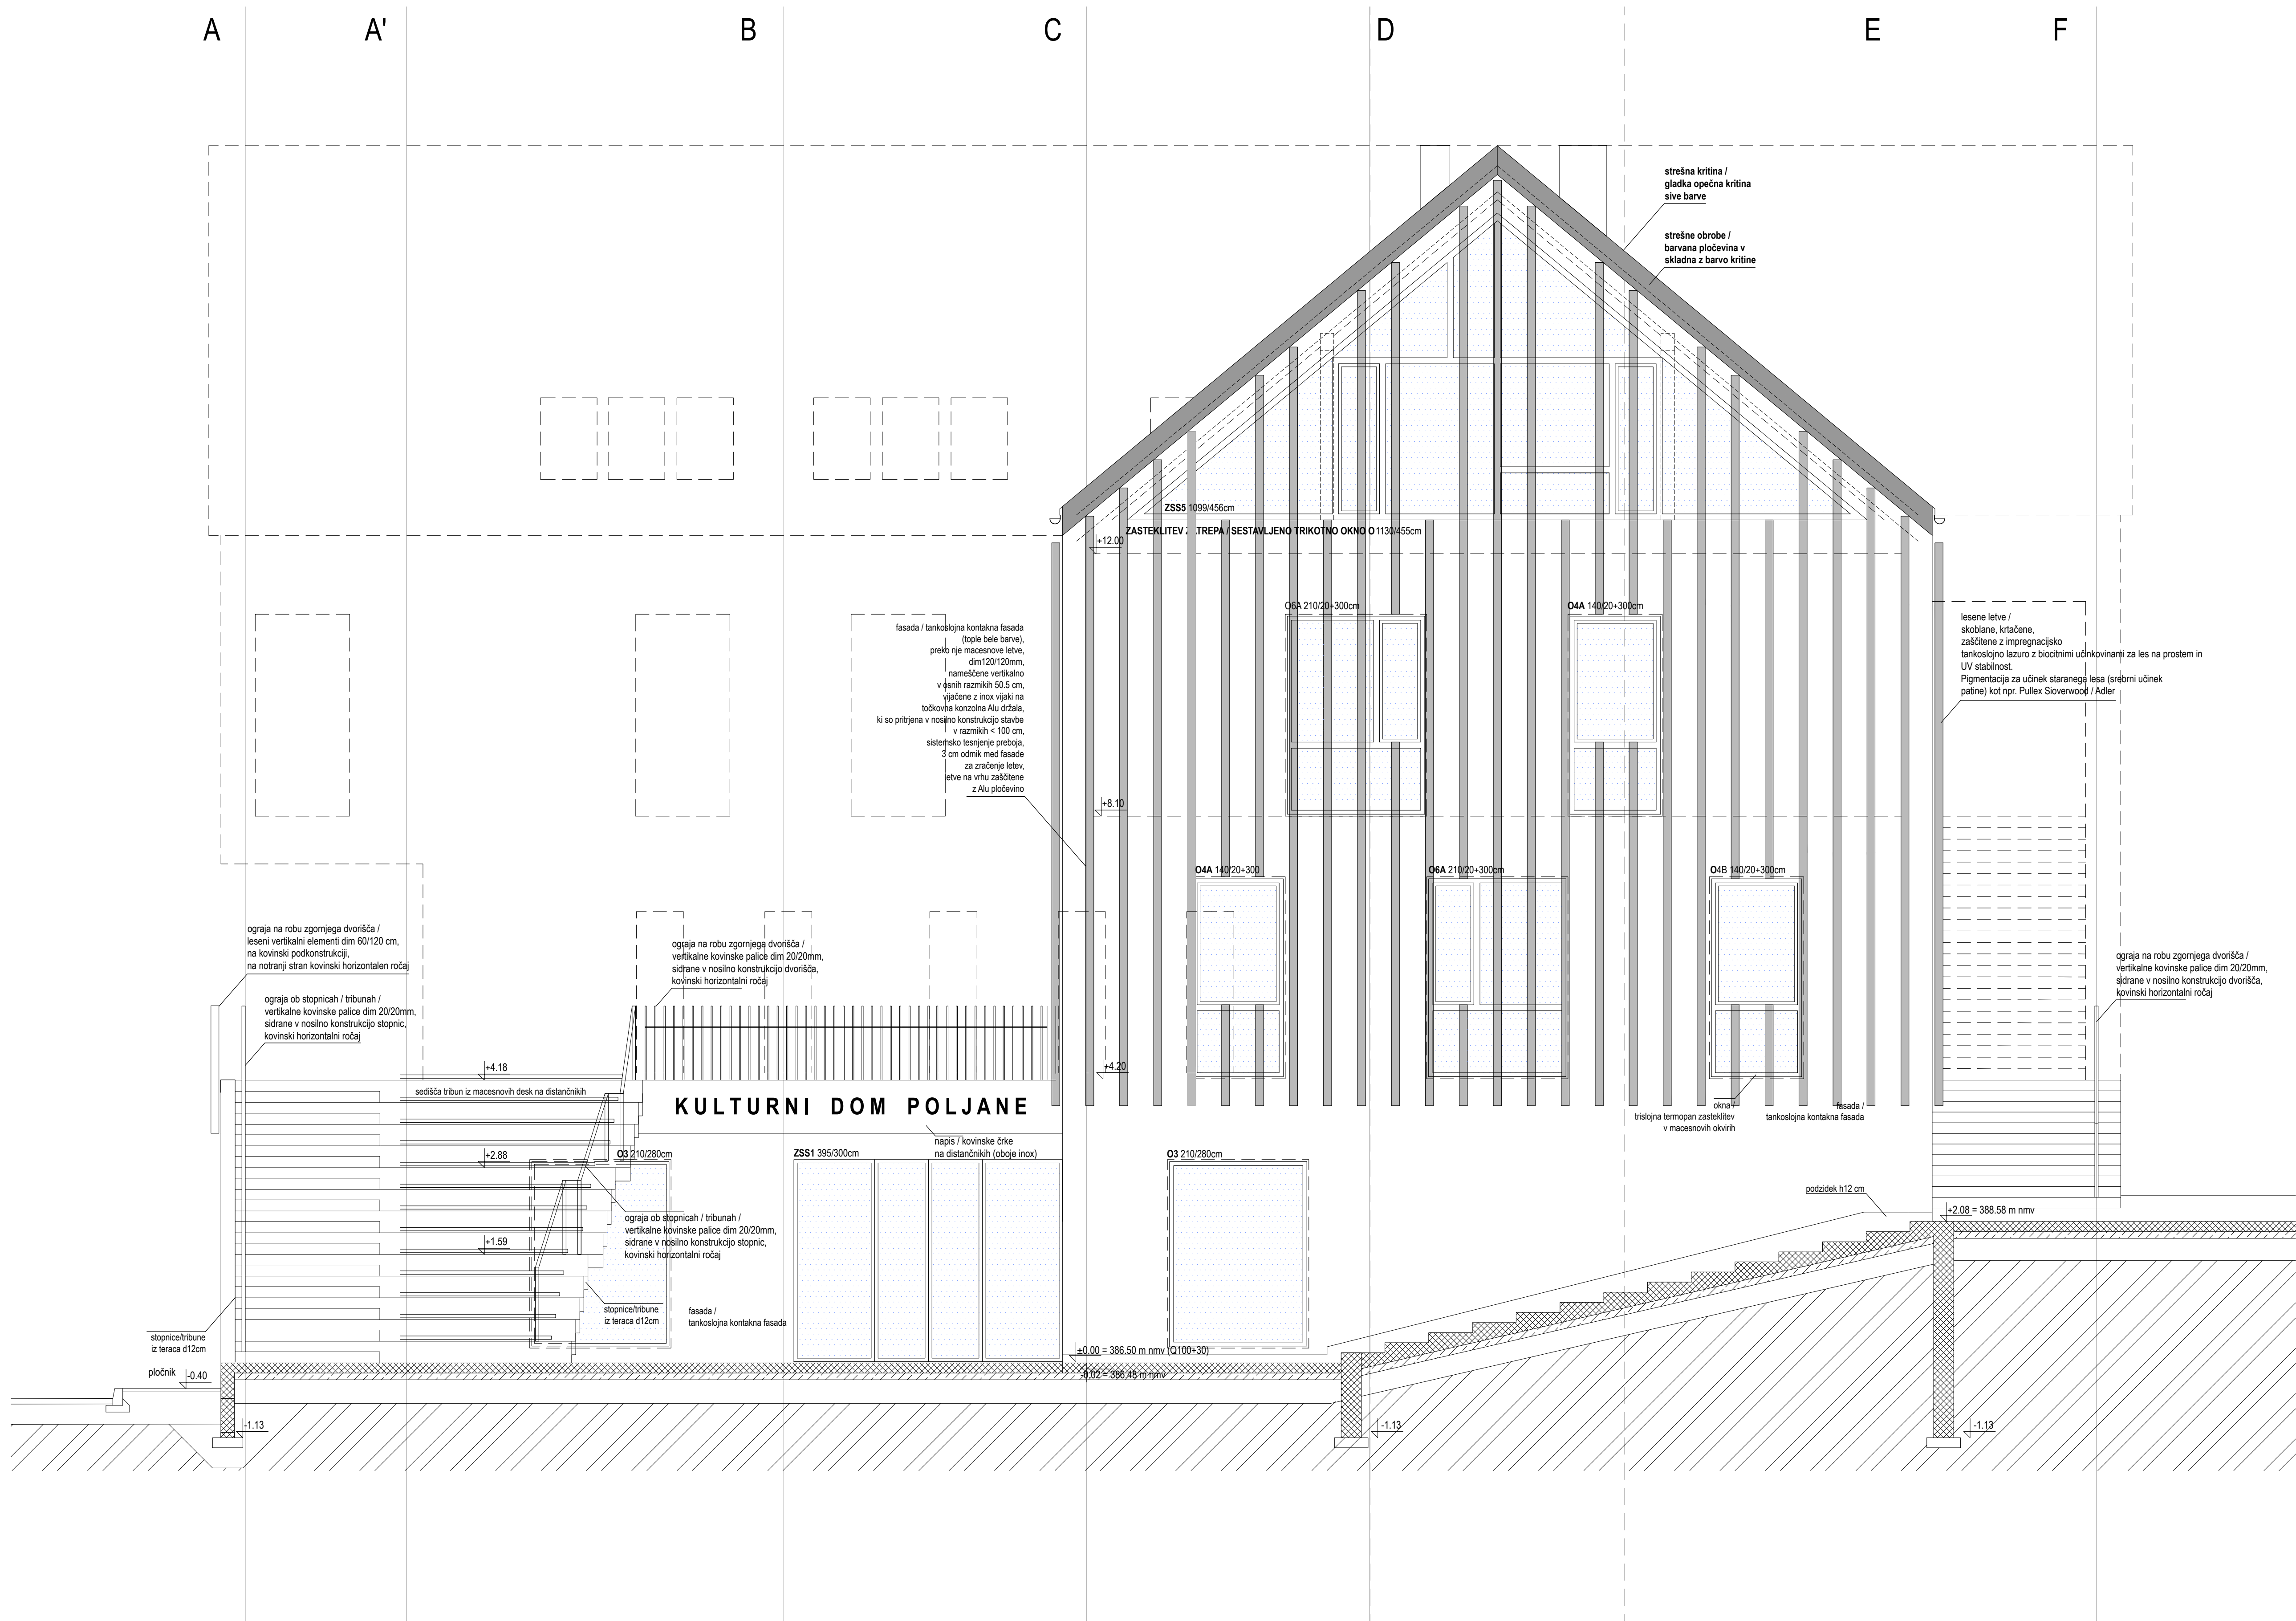 A
A'
B
C
D
E
F
strešna kritina /
gladka opečna kritina
sive barve
strešne obrobe /
barvana pločevina v
skladna z barvo kritine
ZSS5 1099/456cm
TREPA / SESTAVLJENO TRIKOTNO OKNO O 1130/455cm
ZASTEKLITEV
+12.00
O6A 210/20+300cm
O4A 140/20+300cm
fasada / tankoslojna kontakna fasada
(tople bele barve),
preko nje macesnove letve,
dim120/120mm,
nameščene vertikalno
v osnih razmikih 50.5 cm,
vijačene z inox vijaki na
točkovna konzolna Alu držala,
ki so pritrjena v nosilno konstrukcijo stavbe
v razmikih < 100 cm,
sistemsko tesnjenje preboja,
3 cm odmik med fasade
za zračenje letev,
letve na vrhu zaščitene
z Alu pločevino
lesene letve /
skoblane, krtačene,
zaščitene z impregnacijsko
tankoslojno lazuro z biocitnimi učinkovinami za les na prostem in
UV stabilnost.
Pigmentacija za učinek staranega lesa (srebrni učinek
patine) kot npr. Pullex Sioverwood / Adler
+8.10
O4A 140/20+300
O6A 210/20+300cm
O4B 140/20+300cm
ograja na robu zgornjega dvorišča /
leseni vertikalni elementi dim 60/120 cm,
na kovinski podkonstrukciji,
na notranji stran kovinski horizontalen ročaj
ograja ob stopnicah / tribunah /
vertikalne kovinske palice dim 20/20mm,
sidrane v nosilno konstrukcijo stopnic,
kovinski horizontalni ročaj
ograja na robu zgornjega dvorišča /
vertikalne kovinske palice dim 20/20mm,
sidrane v nosilno konstrukcijo dvorišča,
kovinski horizontalni ročaj
ograja na robu zgornjega dvorišča /
vertikalne kovinske palice dim 20/20mm,
sidrane v nosilno konstrukcijo dvorišča,
kovinski horizontalni ročaj
+4.18
+4.20
sedišča tribun iz macesnovih desk na distančnikih
KULTURNI DOM POLJANE
okna /
trislojna termopan zasteklitev
v macesnovih okvirih
fasada /
tankoslojna kontakna fasada
napis / kovinske črke
na distančnikih (oboje inox)
+2.88
O3 210/280cm
ZSS1 395/300cm
O3 210/280cm
podzidek h12 cm
+2.08 = 388.58 m nmv
ograja ob stopnicah / tribunah /
vertikalne kovinske palice dim 20/20mm,
sidrane v nosilno konstrukcijo stopnic,
kovinski horizontalni ročaj
+1.59
stopnice/tribune
iz teraca d12cm
fasada /
tankoslojna kontakna fasada
stopnice/tribune
iz teraca d12cm
±0.00 = 386.50 m nmv (Q100+30)
-0.02 = 386.48 m nmv
pločnik
-0.40
-1.13
-1.13
-1.13